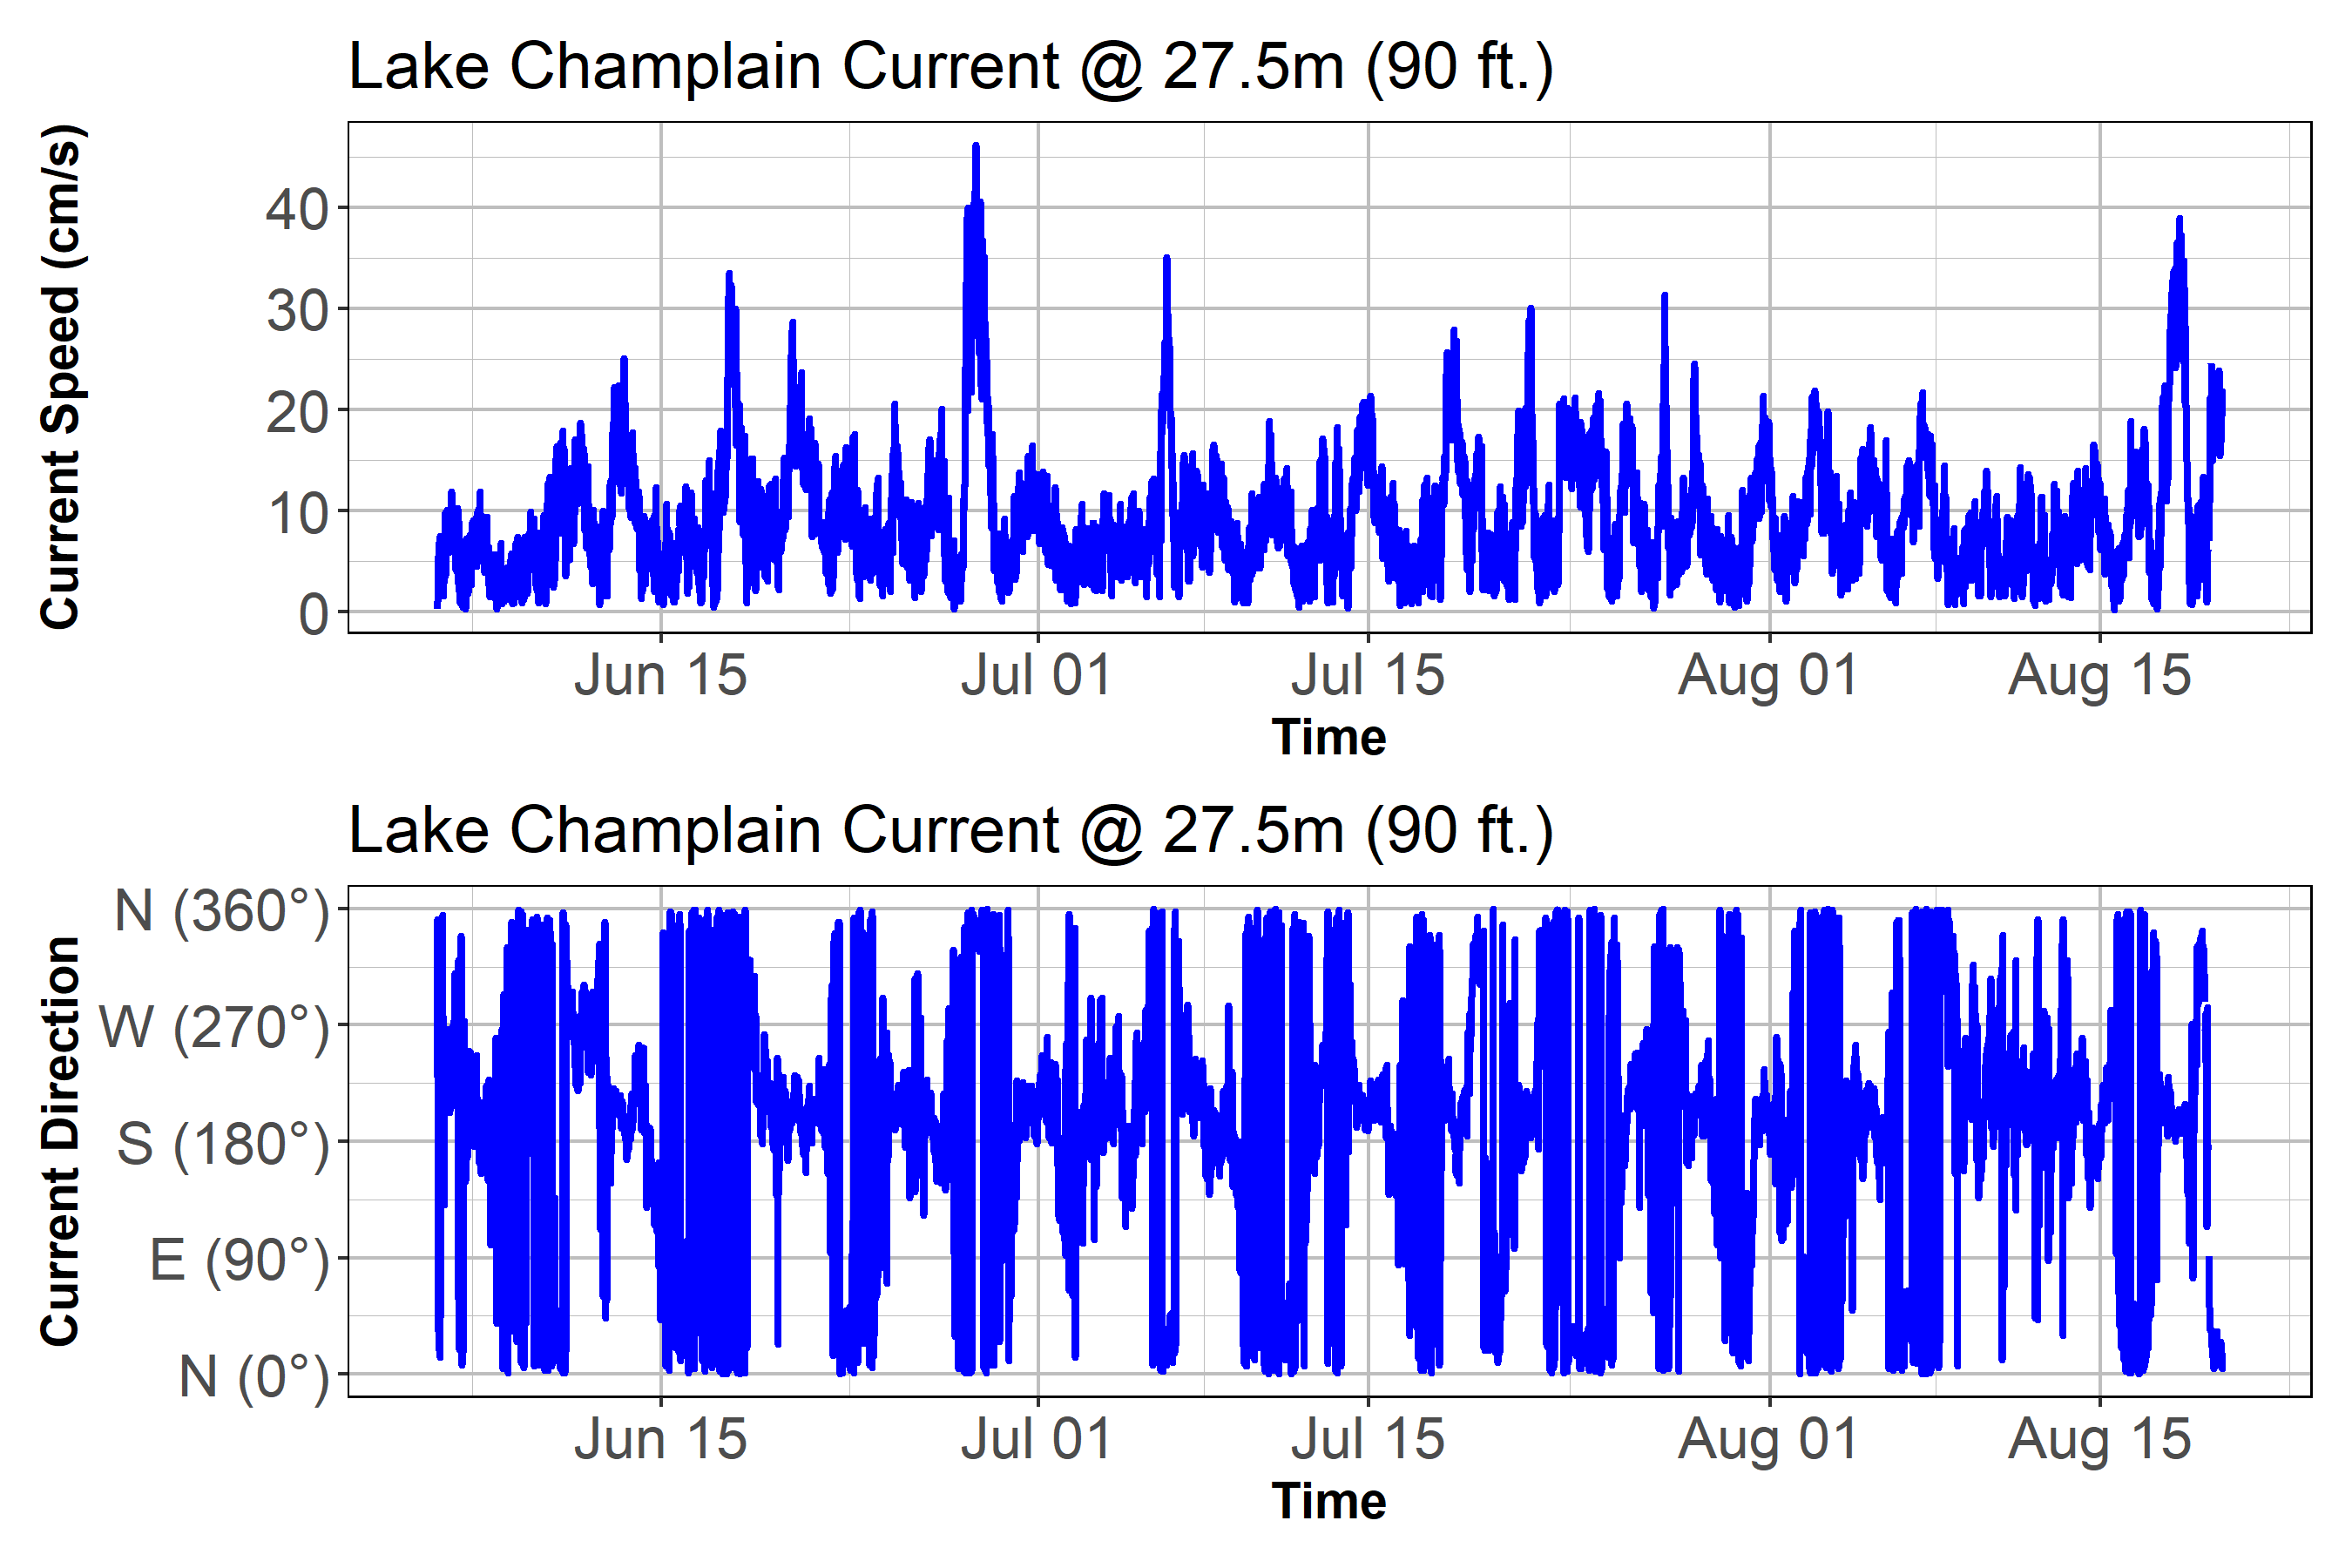 Lake Champlain Current @ 27.5m (90 ft.)
Current Speed (cm/s)
40
30
20
10
0
Jun 15 Jul 01 Jul 15 Aug 01 Aug 15
Time
Lake Champlain Current @ 27.5m (90 ft.)
Current Direction
N (360°)
W (270°)
S (180°)
E (90°)
N (0°)
Jun 15 Jul 01 Jul 15 Aug 01 Aug 15
Time